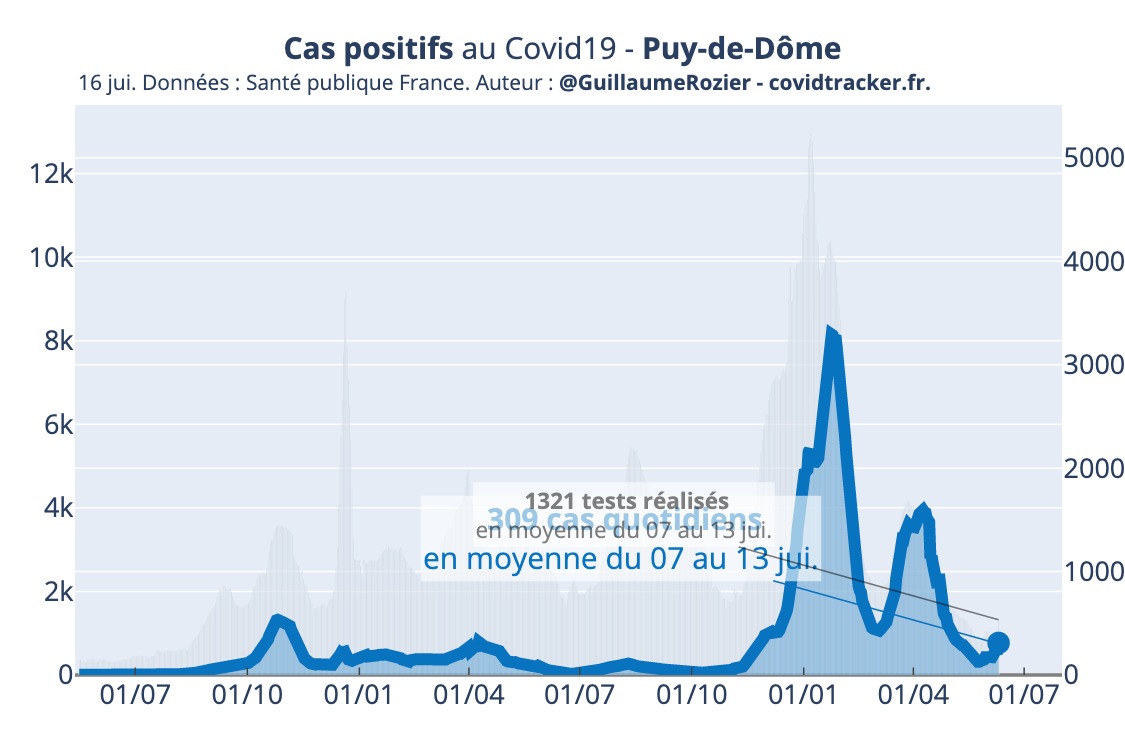 Cas positifs au Covid19 - Puy-de-Dôme
16 jui. Données : Santé publique France. Auteur : @GuillaumeRozier - covidtracker.fr.
12k
10k
8k
6k
4k
2k
0
5000
4000
3000
2000
1000
0
1321 tests réalisés
en moyenne du 07 au 13 jui.
309 cas quotidiens
en moyenne du 07 au 13 jui.
01/07
01/10
01/01
01/04
01/07
01/10
01/01
01/04
01/07